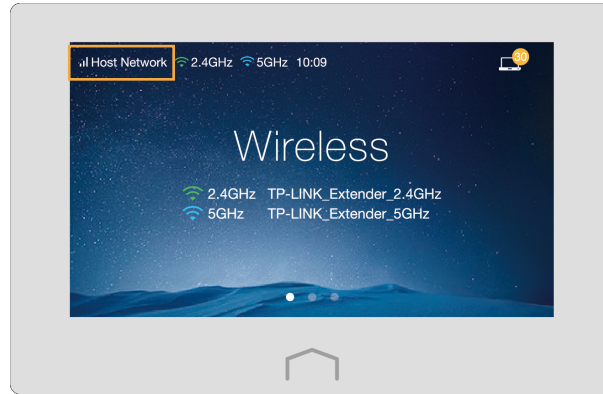 Host Network 2.4GHz 5GHz 10:09 30
Wireless
2.4GHz TP-LINK_Extender_2.4GHz
5GHz TP-LINK_Extender_5GHz